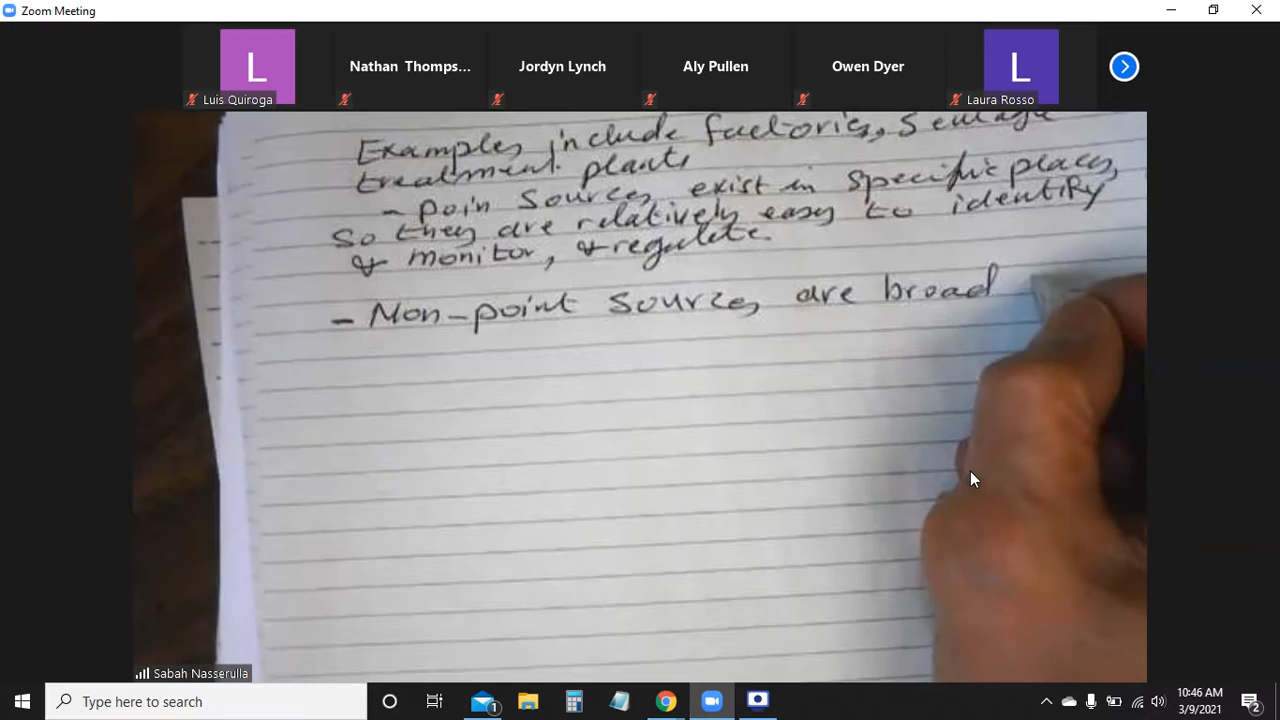 Zoom Meeting
L
Luis Quiroga
Nathan Thomps...
Jordyn Lynch
Aly Pullen
Owen Dyer
L
Laura Rosso
Examples include factories, Sewage
treatment plants
- poin sources exist in specific places,
So they are relatively easy to identify
& monitor, & regulate.
- Non-point sources are broad
Sabah Nasserulla
Type here to search
1
10:46 AM
3/9/2021
2